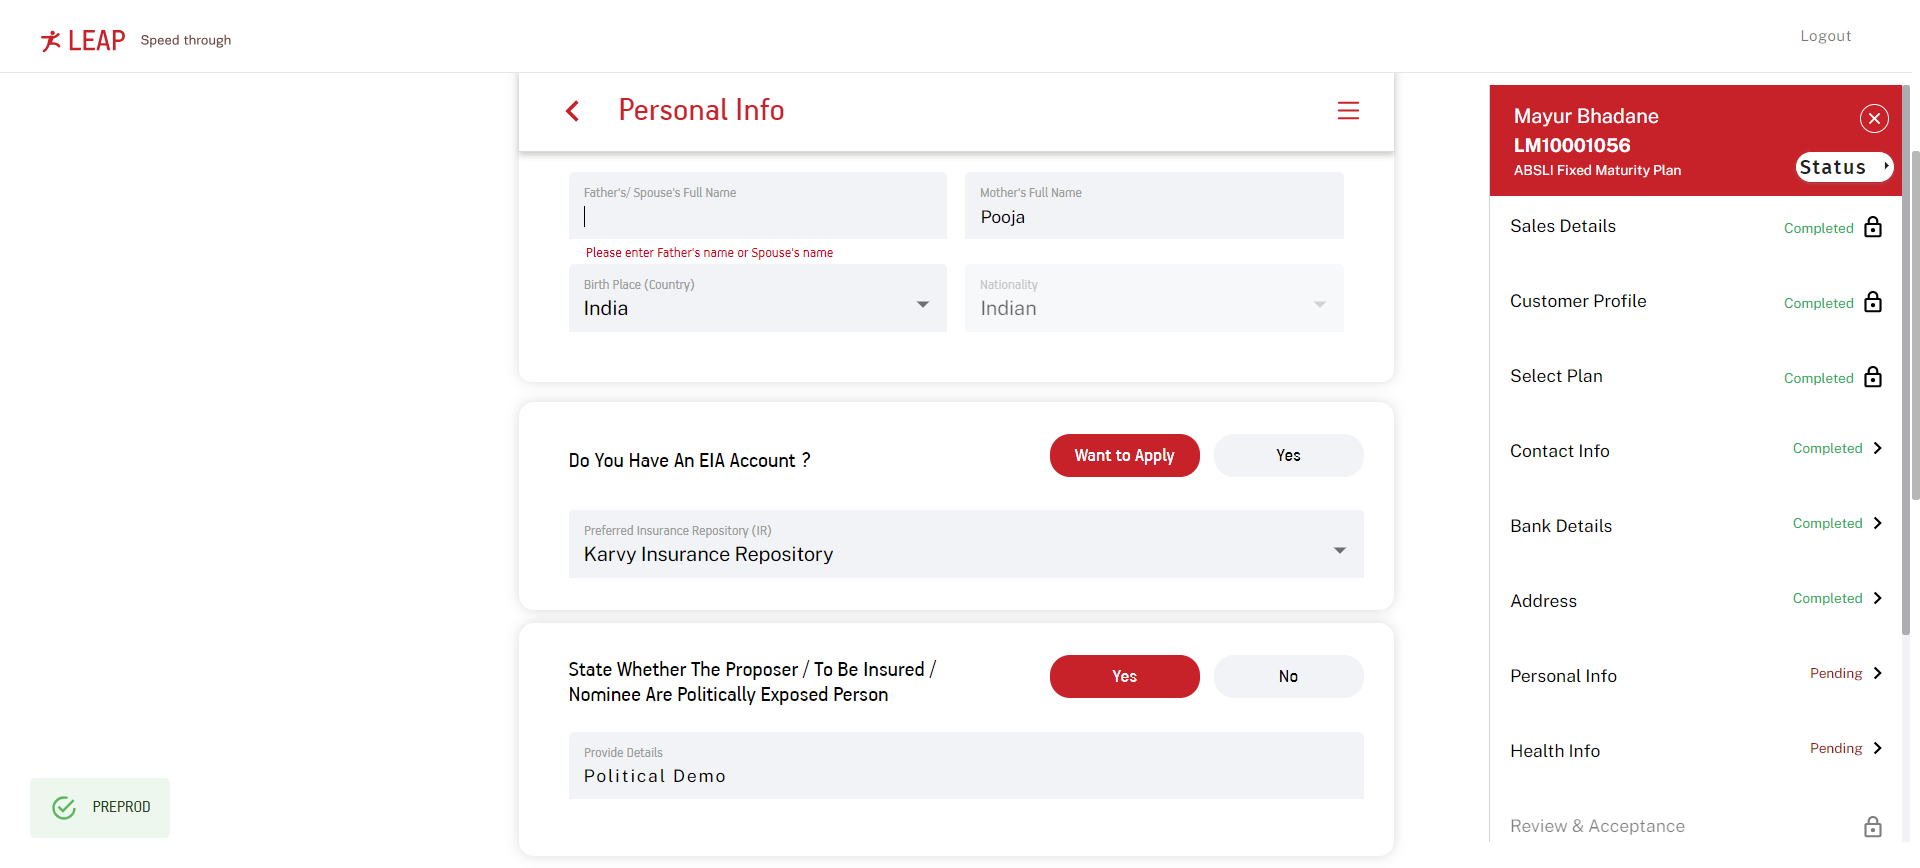 LEAP Speed through
Logout
Personal Info
Father's/ Spouse's Full Name
Mother's Full Name
Pooja
Please enter Father's name or Spouse's name
Birth Place (Country)
India
Nationality
Indian
Do You Have An EIA Account ?
Want to Apply
Yes
Preferred Insurance Repository (IR)
Karvy Insurance Repository
State Whether The Proposer / To Be Insured /
Nominee Are Politically Exposed Person
Yes
No
Provide Details
Political Demo
PREPROD
Mayur Bhadane
LM10001056
ABSLI Fixed Maturity Plan
Status
Sales Details Completed
Customer Profile Completed
Select Plan Completed
Contact Info Completed
Bank Details Completed
Address Completed
Personal Info Pending
Health Info Pending
Review & Acceptance